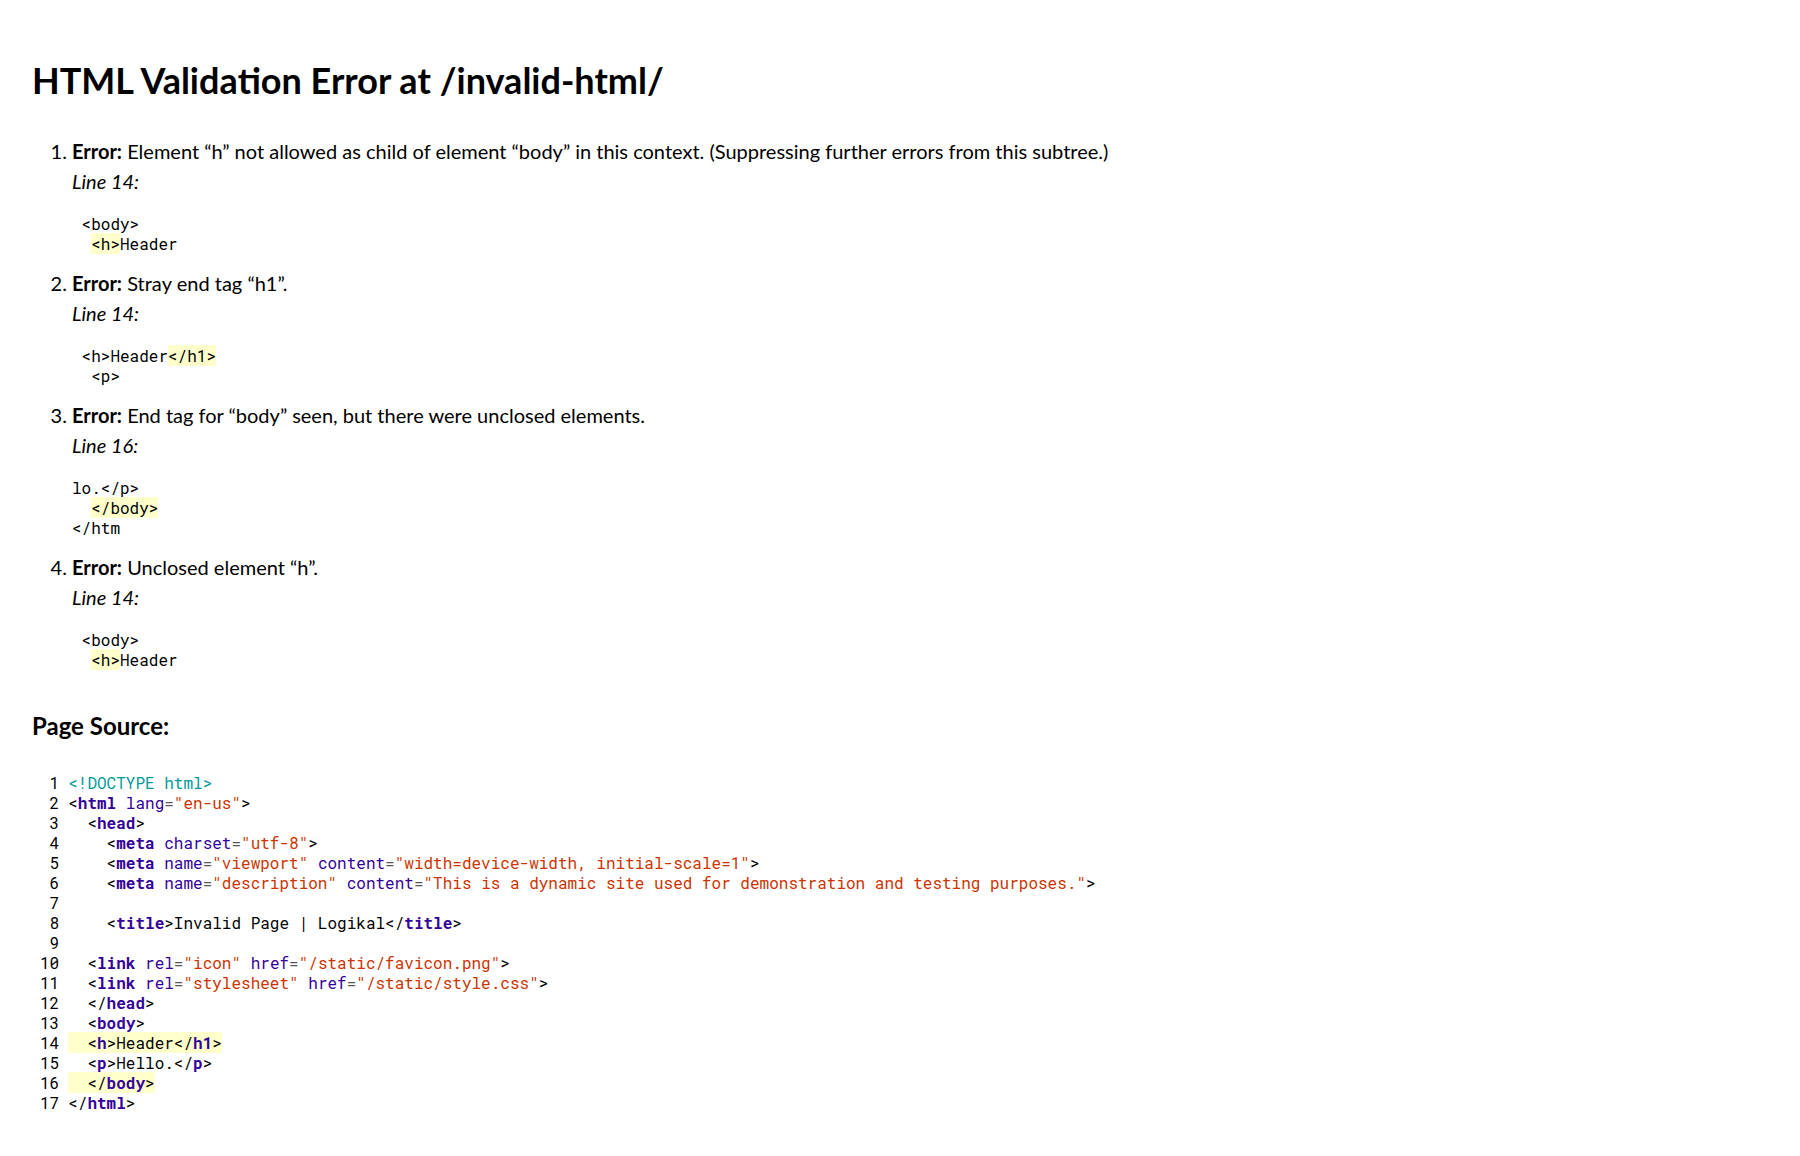 HTML Validation Error at /invalid-html/
1. Error: Element “h” not allowed as child of element “body” in this context. (Suppressing further errors from this subtree.)
Line 14:
<body>
<h>Header
2. Error: Stray end tag “h1”.
Line 14:
<h>Header</h1>
<p>
3. Error: End tag for “body” seen, but there were unclosed elements.
Line 16:
lo.</p>
</body>
</htm
4. Error: Unclosed element “h”.
Line 14:
<body>
<h>Header
Page Source:
1 <!DOCTYPE html>
2 <html lang="en-us">
3   <head>
4     <meta charset="utf-8">
5     <meta name="viewport" content="width=device-width, initial-scale=1">
6     <meta name="description" content="This is a dynamic site used for demonstration and testing purposes.">
7
8     <title>Invalid Page | Logikal</title>
9
10   <link rel="icon" href="/static/favicon.png">
11   <link rel="stylesheet" href="/static/style.css">
12   </head>
13   <body>
14   <h>Header</h1>
15   <p>Hello.</p>
16   </body>
17 </html>